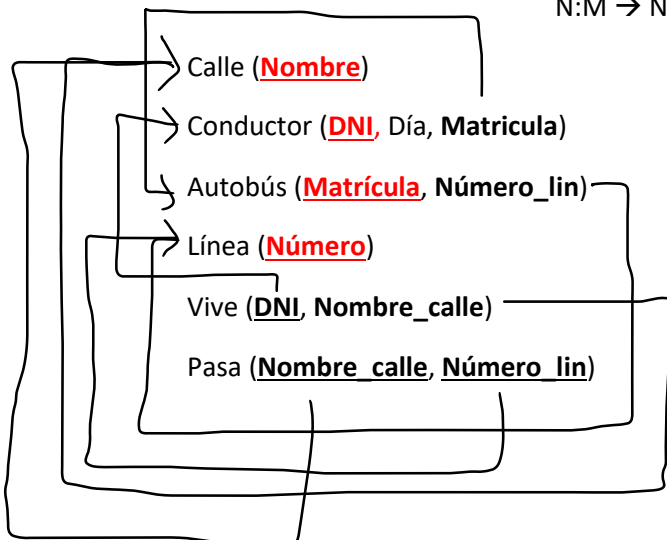 N:M → N
Calle (Nombre)
Conductor (DNI, Día, Matricula)
Autobús (Matrícula, Número_lin)
Línea (Número)
Vive (DNI, Nombre_calle)
Pasa (Nombre_calle, Número_lin)